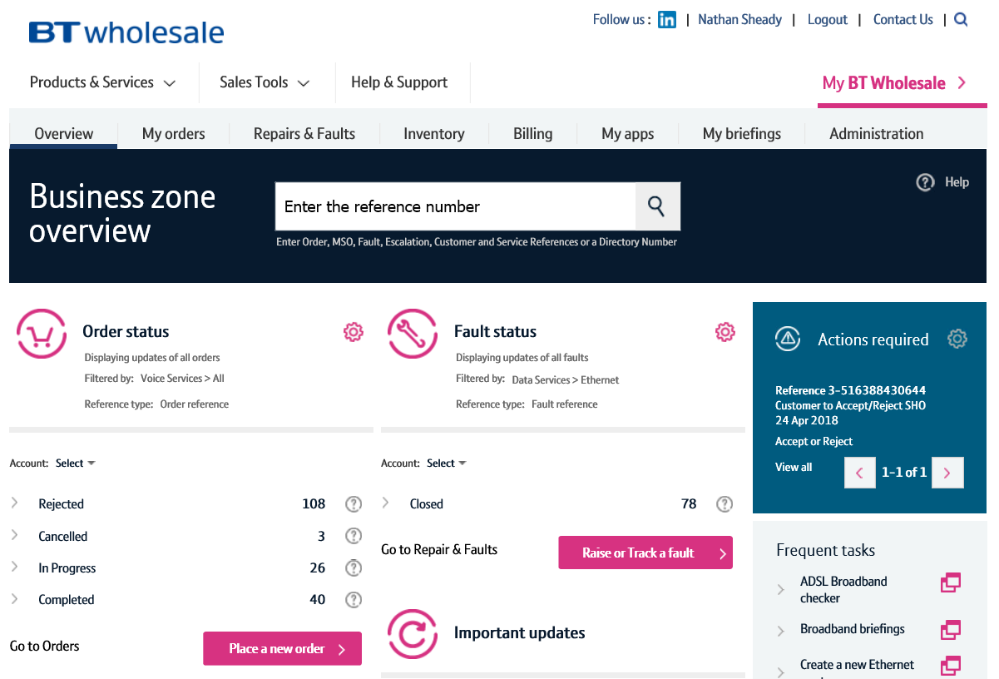 BT wholesale
Follow us : in | Nathan Sheady | Logout | Contact Us |
Products & Services
Sales Tools
Help & Support
My BT Wholesale
Overview
My orders
Repairs & Faults
Inventory
Billing
My apps
My briefings
Administration
Business zone
overview
Enter the reference number
Enter Order, MSO, Fault, Escalation, Customer and Service References or a Directory Number
? Help
Order status
Displaying updates of all orders
Filtered by: Voice Services > All
Reference type: Order reference
Account: Select
Rejected 108 ?
Cancelled 3 ?
In Progress 26 ?
Completed 40 ?
Go to Orders
Place a new order
Fault status
Displaying updates of all faults
Filtered by: Data Services > Ethernet
Reference type: Fault reference
Account: Select
Closed 78 ?
Go to Repair & Faults
Raise or Track a fault
Important updates
Actions required
Reference 3-516388430644
Customer to Accept/Reject SHO
24 Apr 2018
Accept or Reject
View all
1-1 of 1
Frequent tasks
ADSL Broadband
checker
Broadband briefings
Create a new Ethernet